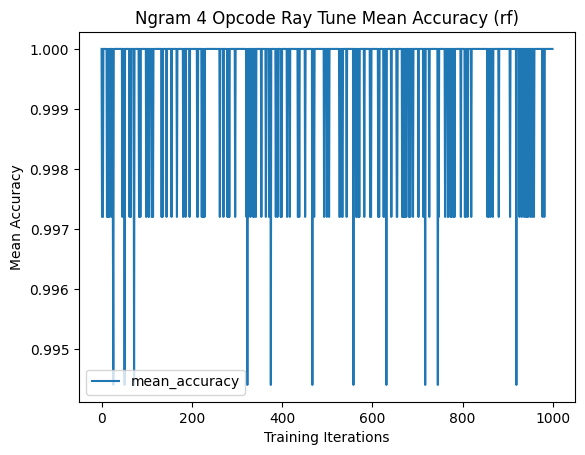 Ngram 4 Opcode Ray Tune Mean Accuracy (rf)
1.000
0.999
0.998
0.997
0.996
0.995
Mean Accuracy
mean_accuracy
0 200 400 600 800 1000
Training Iterations